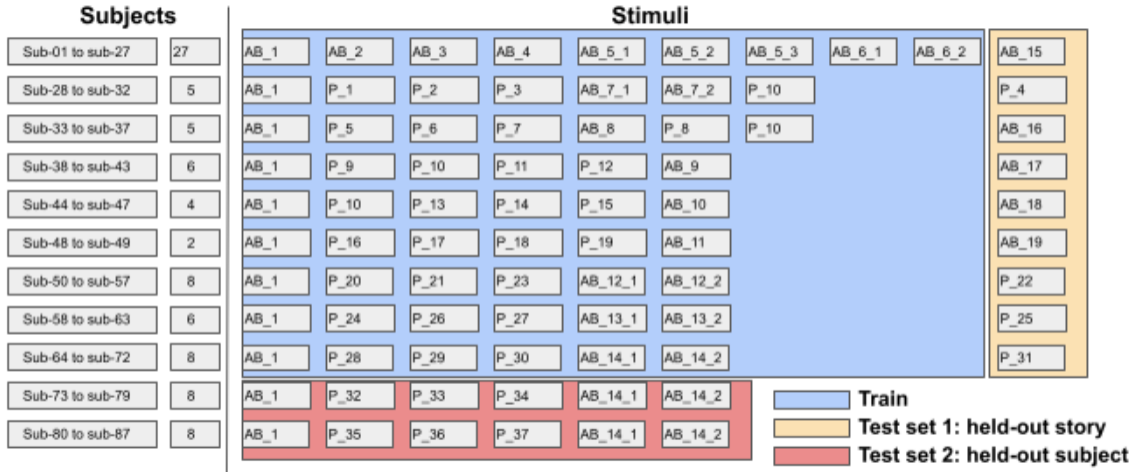 Subjects Stimuli
Sub-01 to sub-27 27 AB_1 AB_2 AB_3 AB_4 AB_5_1 AB_5_2 AB_5_3 AB_6_1 AB_6_2 AB_15
Sub-28 to sub-32 5 AB_1 P_1 P_2 P_3 AB_7_1 AB_7_2 P_10 P_4
Sub-33 to sub-37 5 AB_1 P_5 P_6 P_7 AB_8 P_8 P_10 AB_16
Sub-38 to sub-43 6 AB_1 P_9 P_10 P_11 P_12 AB_9 AB_17
Sub-44 to sub-47 4 AB_1 P_10 P_13 P_14 P_15 AB_10 AB_18
Sub-48 to sub-49 2 AB_1 P_16 P_17 P_18 P_19 AB_11 AB_19
Sub-50 to sub-57 8 AB_1 P_20 P_21 P_23 AB_12_1 AB_12_2 P_22
Sub-58 to sub-63 6 AB_1 P_24 P_26 P_27 AB_13_1 AB_13_2 P_25
Sub-64 to sub-72 8 AB_1 P_28 P_29 P_30 AB_14_1 AB_14_2 P_31
Sub-73 to sub-79 8 AB_1 P_32 P_33 P_34 AB_14_1 AB_14_2
Sub-80 to sub-87 8 AB_1 P_35 P_36 P_37 AB_14_1 AB_14_2
Train
Test set 1: held-out story
Test set 2: held-out subject